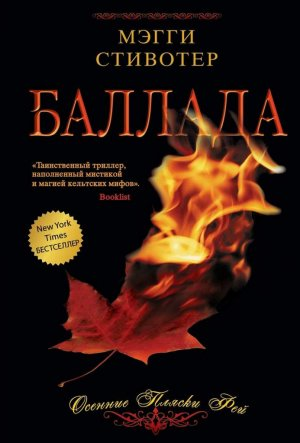 МЭГГИ
СТИВОТЕР
БАЛЛАДА
«Таинственный триллер,
наполненный мистикой
и магией кельтских мифов».
Booklist
New York
Times
БЕСТСЕЛЛЕР
Осенние Пляски Фей